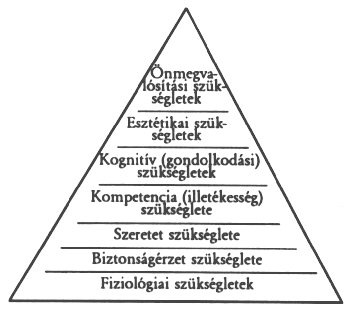 Önmegva-
lósítási szük-
ségletek
Esztétikai szük-
ségletek
Kognitív (gondolkodási)
szükségletek
Kompetencia (illetékesség)
szükséglete
Szeretet szükséglete
Biztonságérzet szükséglete
Fiziológiai szükségletek